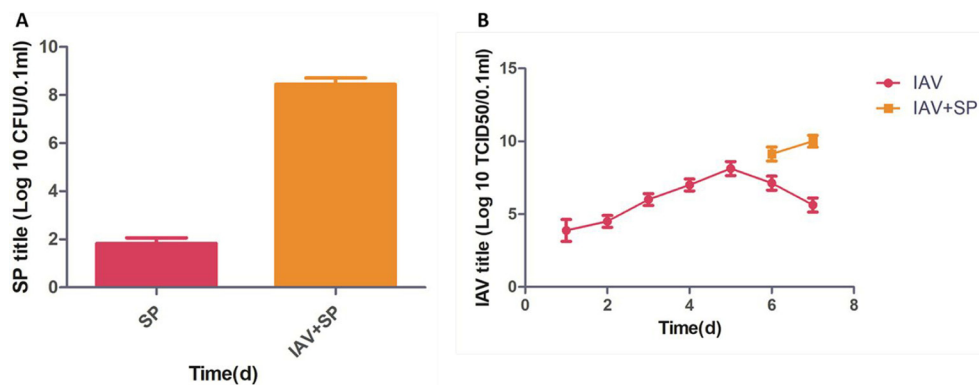 A
SP title (Log 10 CFU/0.1ml)
10
8
6
4
2
0
SP
IAV+SP
Time(d)
B
IAV title (Log 10 TCID50/0.1ml)
15
10
5
0
0 2 4 6 8
Time(d)
IAV
IAV+SP